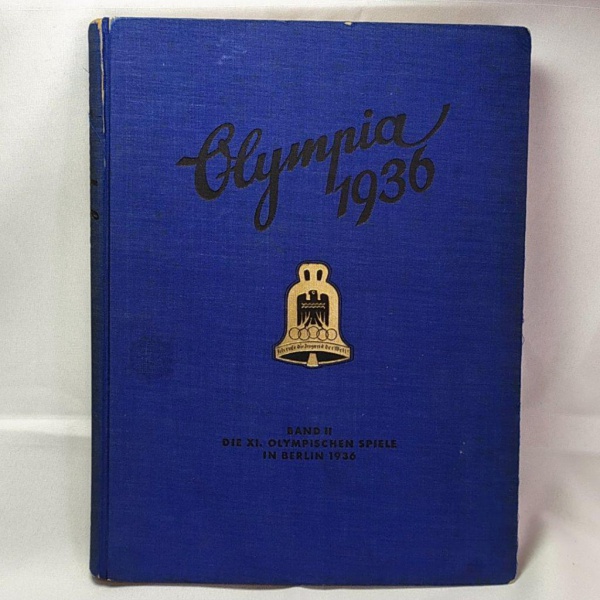 Olympia
1936
Ich rufe die Jugend der Welt!
BAND II
DIE XI. OLYMPISCHEN SPIELE
IN BERLIN 1936